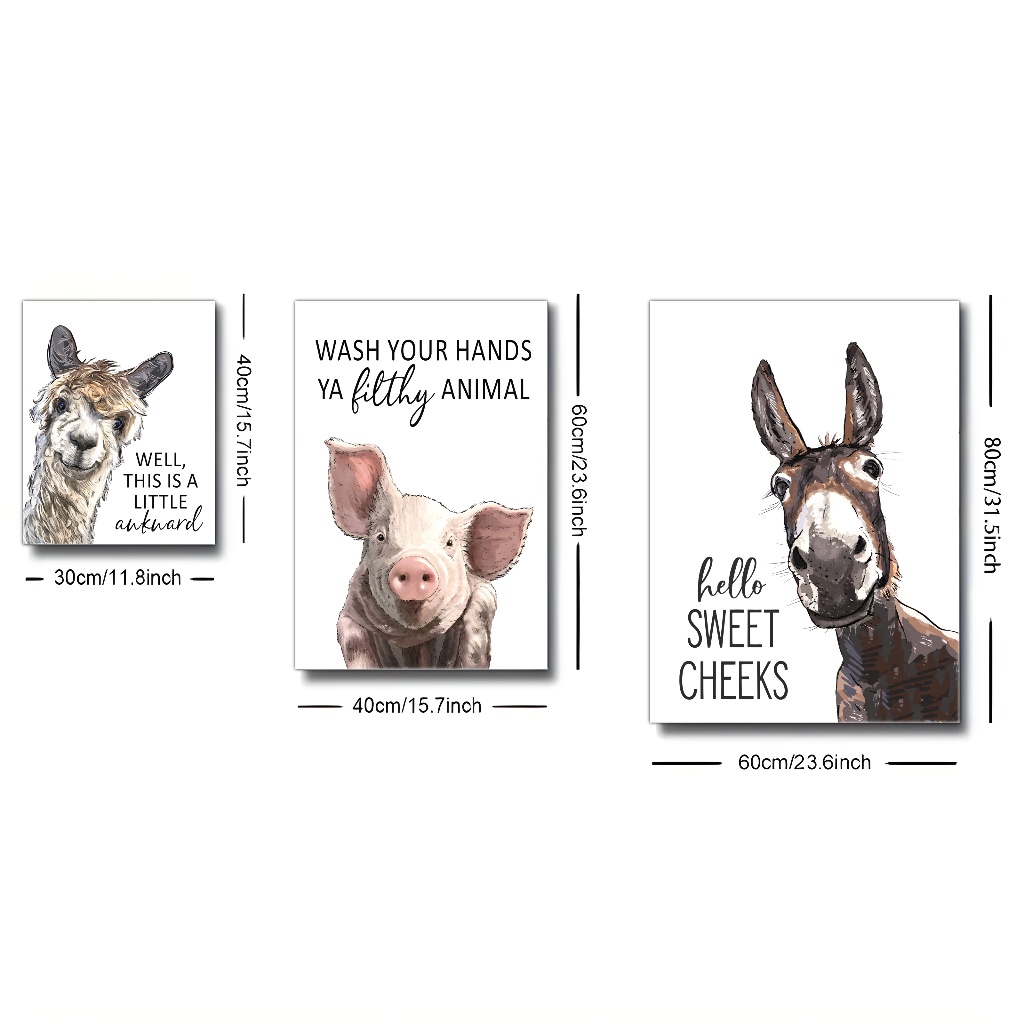 WELL,
THIS IS A
LITTLE
awkward
40cm/15.7inch
30cm/11.8inch
WASH YOUR HANDS
YA filthy ANIMAL
60cm/23.6inch
40cm/15.7inch
hello
SWEET
CHEEKS
80cm/31.5inch
60cm/23.6inch